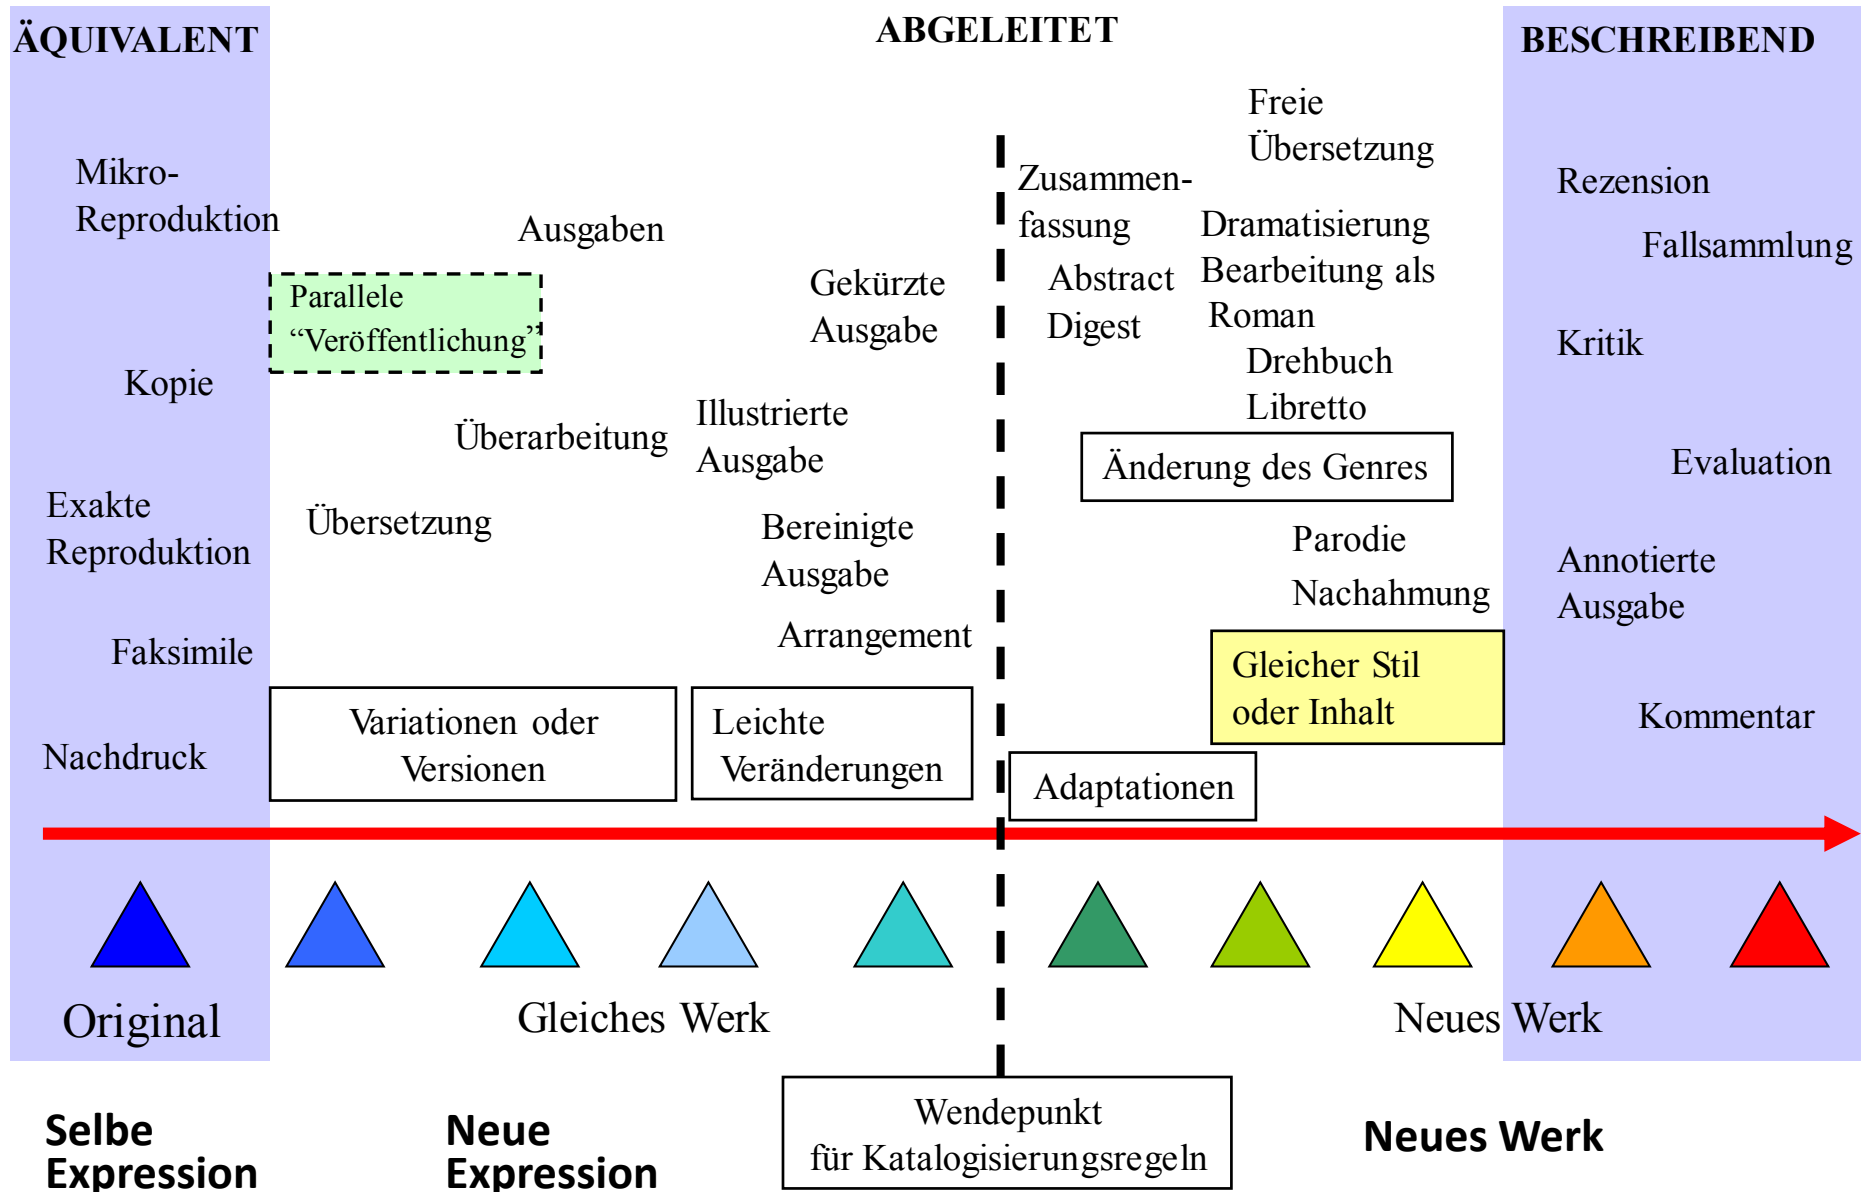 ÄQUIVALENT
ABGELEITET
BESCHREIBEND
Mikro-
Reproduktion
Kopie
Exakte
Reproduktion
Faksimile
Nachdruck
Parallele
“Veröffentlichung”
Ausgaben
Überarbeitung
Übersetzung
Variationen oder
Versionen
Gekürzte
Ausgabe
Illustrierte
Ausgabe
Bereinigte
Ausgabe
Arrangement
Leichte
Veränderungen
Zusammen-
fassung
Abstract
Digest
Freie
Übersetzung
Dramatisierung
Bearbeitung als
Roman
Drehbuch
Libretto
Änderung des Genres
Parodie
Nachahmung
Gleicher Stil
oder Inhalt
Adaptationen
Rezension
Fallsammlung
Kritik
Evaluation
Annotierte
Ausgabe
Kommentar
Original
Gleiches Werk
Neues Werk
Selbe
Expression
Neue
Expression
Wendepunkt
für Katalogisierungsregeln
Neues Werk